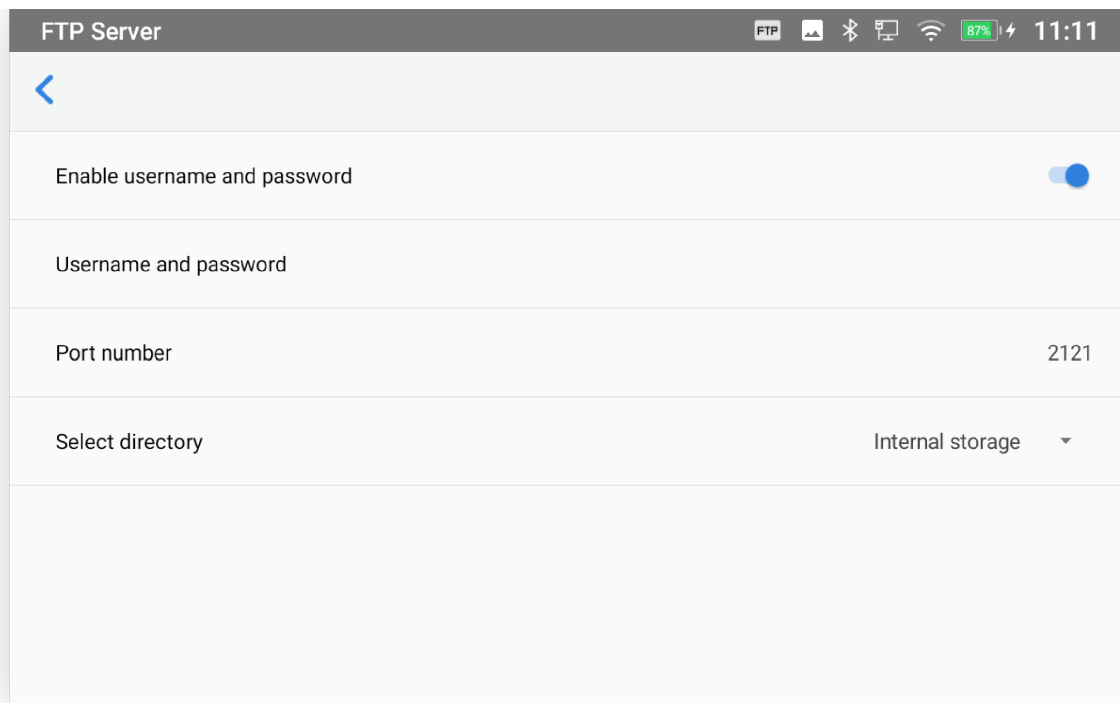 FTP Server FTP 87% 11:11
Enable username and password
Username and password
Port number 2121
Select directory Internal storage